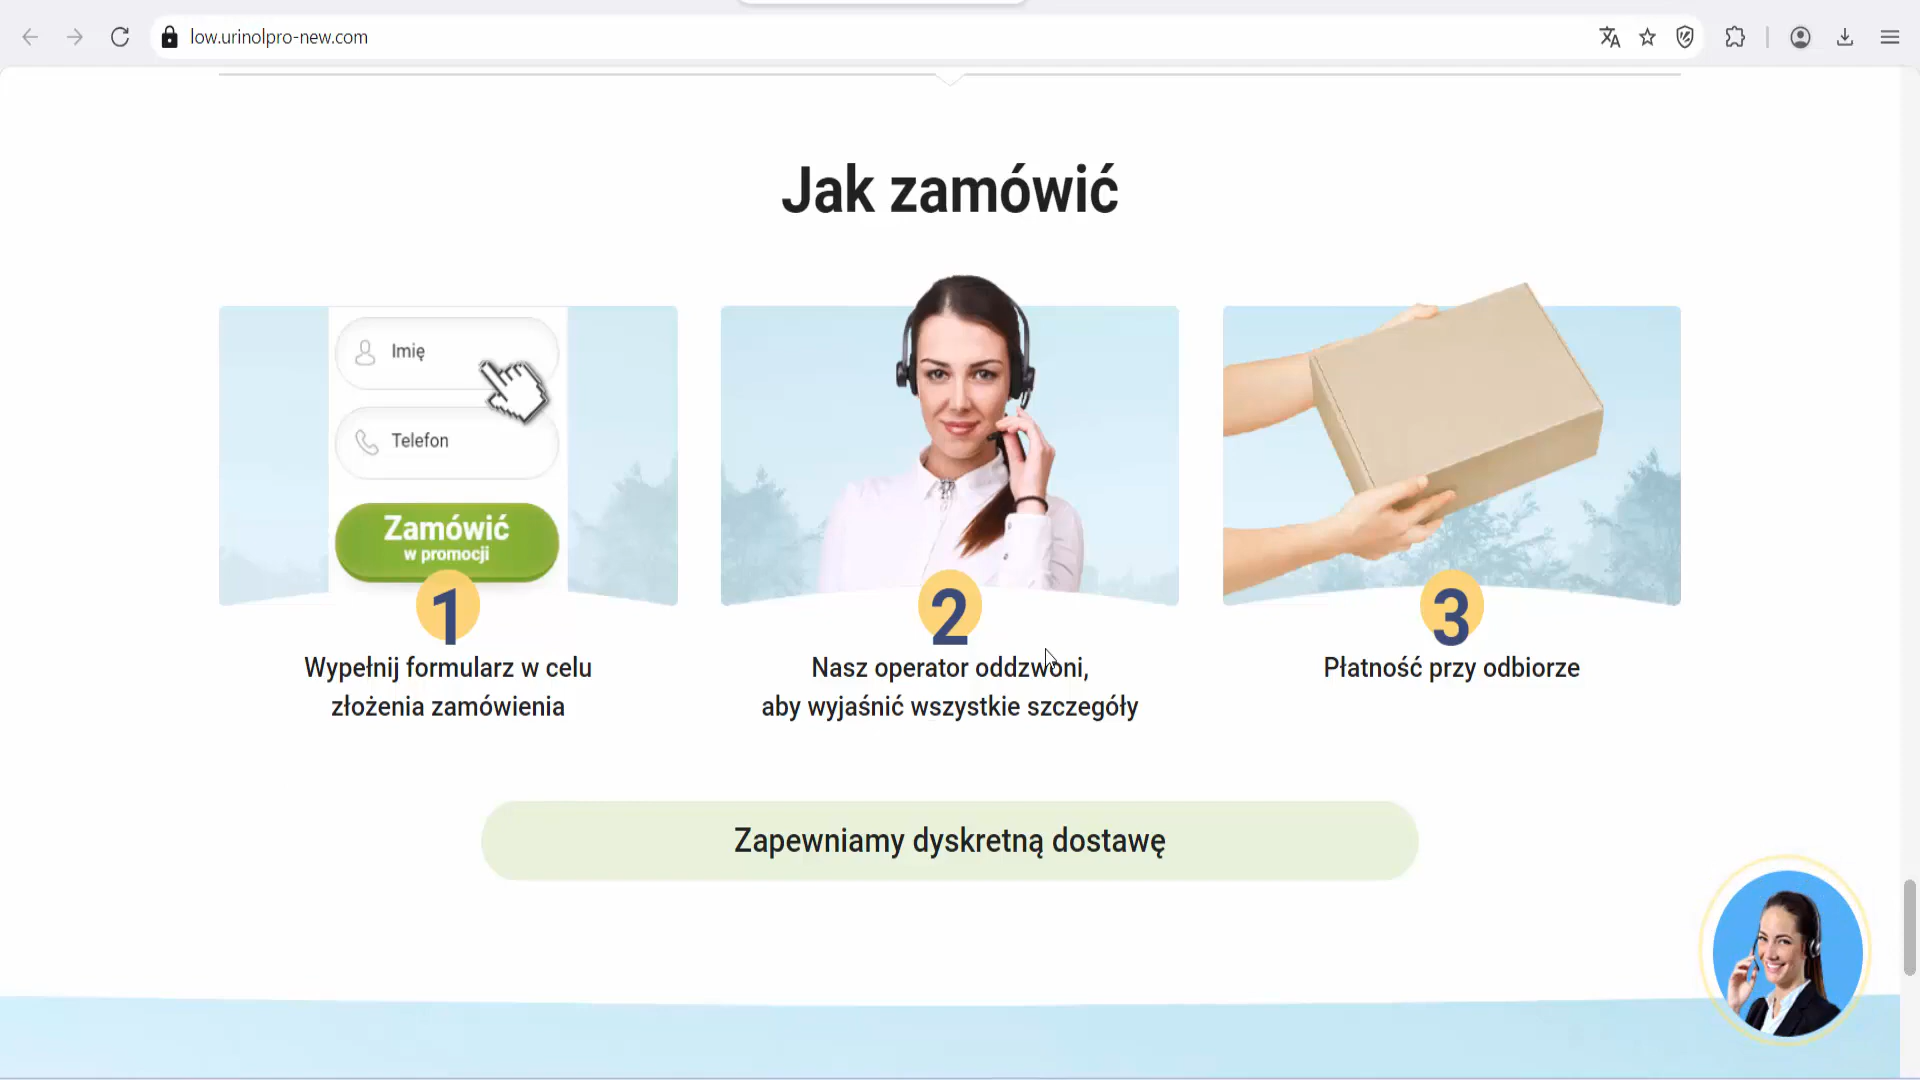 low.urinolpro-new.com
Jak zamówić
Imię
Telefon
Zamówić
w promocji
1
Wypełnij formularz w celu
złożenia zamówienia
2
Nasz operator oddzwoni,
aby wyjaśnić wszystkie szczegóły
3
Płatność przy odbiorze
Zapewniamy dyskretną dostawę